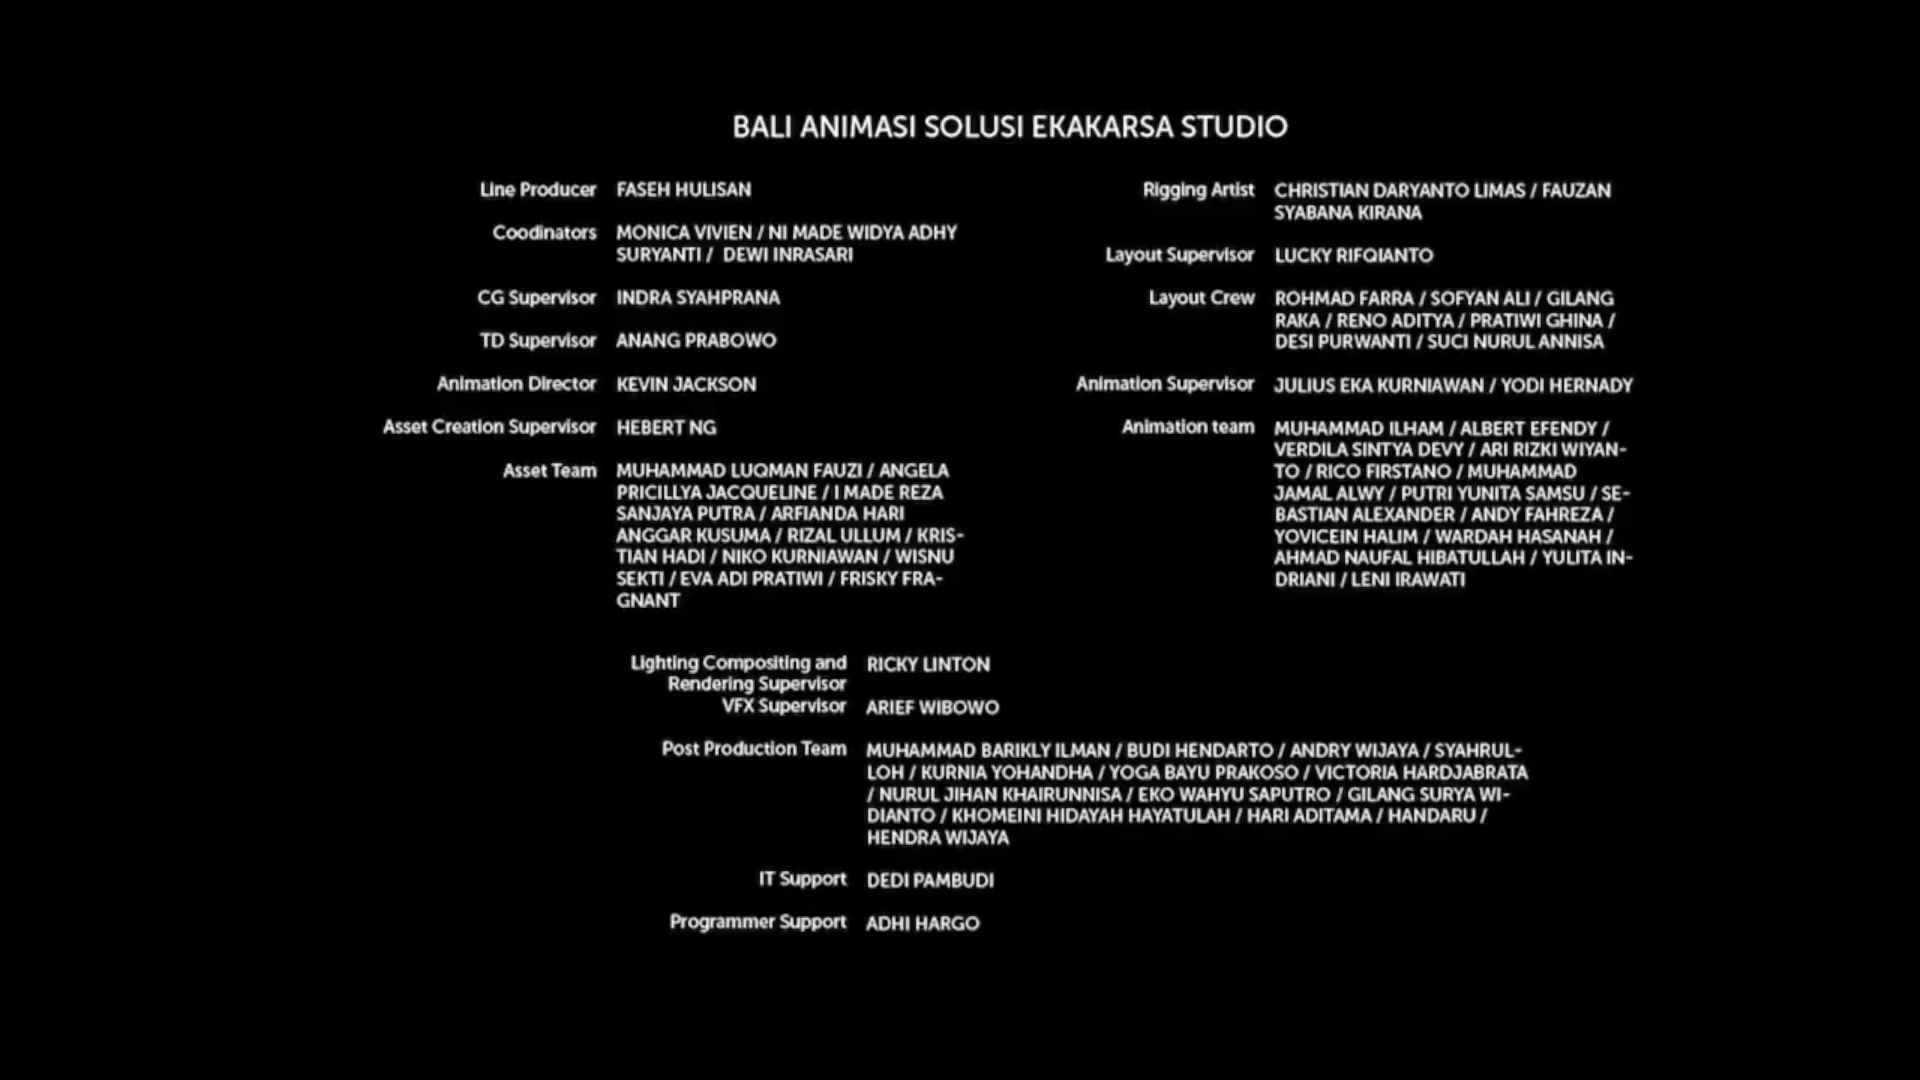 BALI ANIMASI SOLUSI EKAKARSA STUDIO
Line Producer FASEH HULISAN
Coodinators MONICA VIVIEN / NI MADE WIDYA ADHY
SURYANTI / DEWI INRASARI
CG Supervisor INDRA SYAHPRANA
TD Supervisor ANANG PRABOWO
Animation Director KEVIN JACKSON
Asset Creation Supervisor HEBERT NG
Asset Team MUHAMMAD LUQMAN FAUZI / ANGELA
PRICILLYA JACQUELINE / I MADE REZA
SANJAYA PUTRA / ARFIANDA HARI
ANGGAR KUSUMA / RIZAL ULLUM / KRIS-
TIAN HADI / NIKO KURNIAWAN / WISNU
SEKTI / EVA ADI PRATIWI / FRISKY FRA-
GNANT
Rigging Artist CHRISTIAN DARYANTO LIMAS / FAUZAN
SYABANA KIRANA
Layout Supervisor LUCKY RIFQIANTO
Layout Crew ROHMAD FARRA / SOFYAN ALI / GILANG
RAKA / RENO ADITYA / PRATIWI GHINA /
DESI PURWANTI / SUCI NURUL ANNISA
Animation Supervisor JULIUS EKA KURNIAWAN / YODI HERNADY
Animation team MUHAMMAD ILHAM / ALBERT EFENDY /
VERDILA SINTYA DEVY / ARI RIZKI WIYAN-
TO / RICO FIRSTANO / MUHAMMAD
JAMAL ALWY / PUTRI YUNITA SAMSU / SE-
BASTIAN ALEXANDER / ANDY FAHREZA /
YOVICEIN HALIM / WARDAH HASANAH /
AHMAD NAUFAL HIBATULLAH / YULITA IN-
DRIANI / LENI IRAWATI
Lighting Compositing and RICKY LINTON
Rendering Supervisor
VFX Supervisor ARIEF WIBOWO
Post Production Team MUHAMMAD BARIKLY ILMAN / BUDI HENDARTO / ANDRY WIJAYA / SYAHRUL-
LOH / KURNIA YOHANDHA / YOGA BAYU PRAKOSO / VICTORIA HARDJABRATA
/ NURUL JIHAN KHAIRUNNISA / EKO WAHYU SAPUTRO / GILANG SURYA WI-
DIANTO / KHOMEINI HIDAYAH HAYATULAH / HARI ADITAMA / HANDARU /
HENDRA WIJAYA
IT Support DEDI PAMBUDI
Programmer Support ADHI HARGO